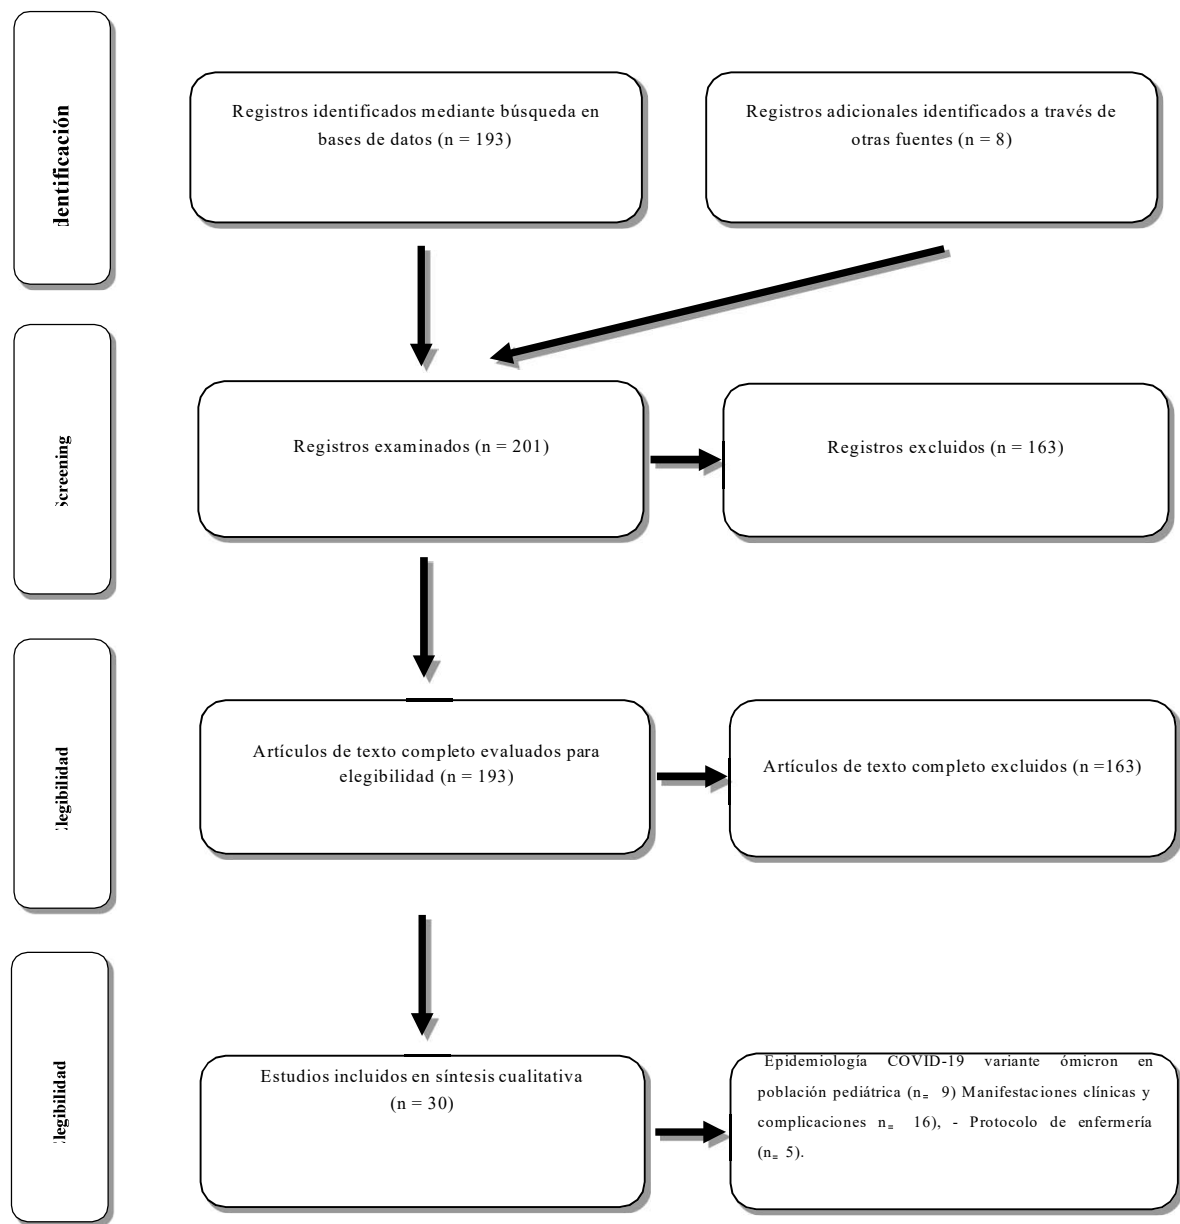 dentificación
Registros identificados mediante búsqueda en
bases de datos (n = 193)
Registros adicionales identificados a través de
otras fuentes (n = 8)
Screening
Registros examinados (n = 201)
Registros excluidos (n = 163)
legibilidad
Artículos de texto completo evaluados para
elegibilidad (n = 193)
Artículos de texto completo excluidos (n =163)
legibilidad
Estudios incluidos en síntesis cualitativa
(n = 30)
Epidemiología COVID-19 variante ómicron en
población pediátrica (n= 9) Manifestaciones clínicas y
complicaciones n= 16), - Protocolo de enfermería
(n= 5).